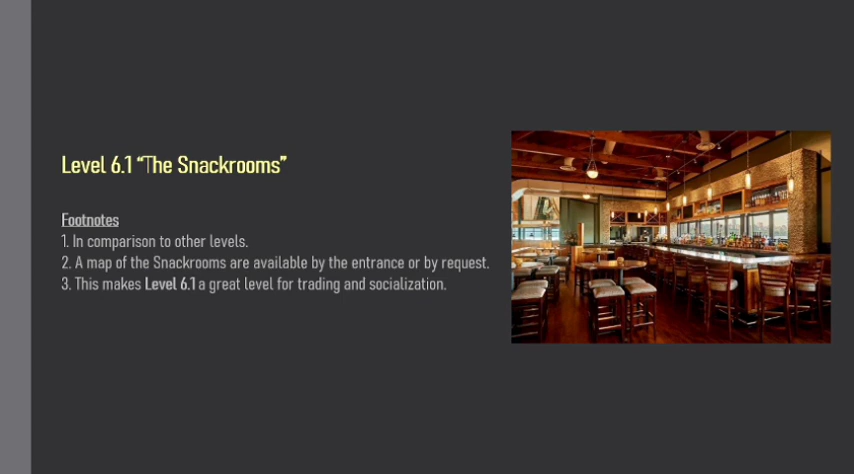 Level 6.1 “The Snackrooms”
Footnotes
1. In comparison to other levels.
2. A map of the Snackrooms are available by the entrance or by request.
3. This makes Level 6.1 a great level for trading and socialization.